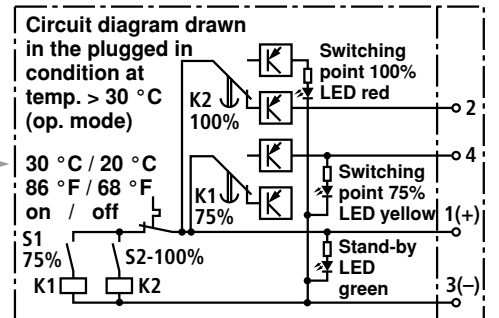 Circuit diagram drawn
in the plugged in
condition at
temp. > 30 °C
(op. mode)
30 °C / 20 °C
86 °F / 68 °F
on / off
S1
75%
K1
S2-100%
K2
K2
100%
K1
75%
Switching
point 100%
LED red
Switching
point 75%
LED yellow
Stand-by
LED
green
2
4
1(+)
3(–)